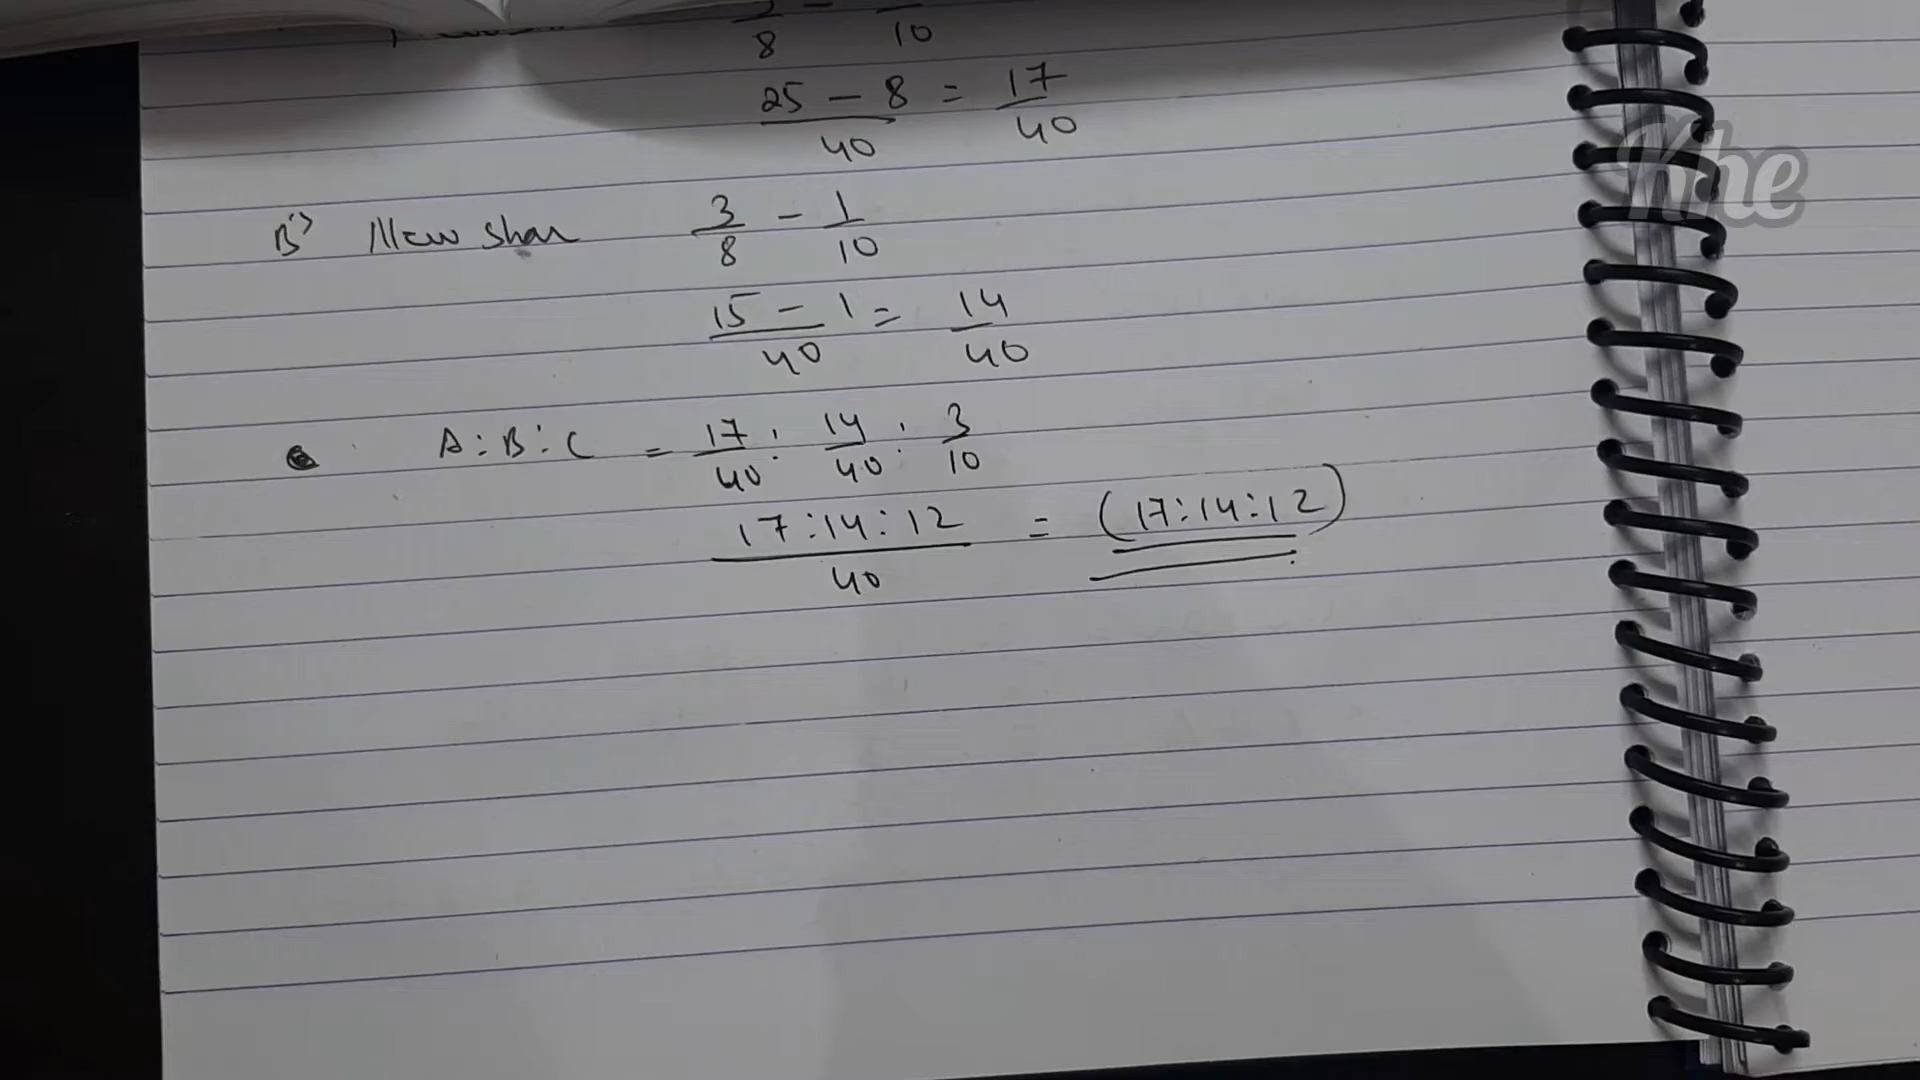 8 10
25 - 8 = 17
40 40
B's New Share 3/8 - 1/10
15 - 1 = 14
40 40
A : B : C = 17/40 : 14/40 : 3/10
17 : 14 : 12 = (17 : 14 : 12)
40
Khe